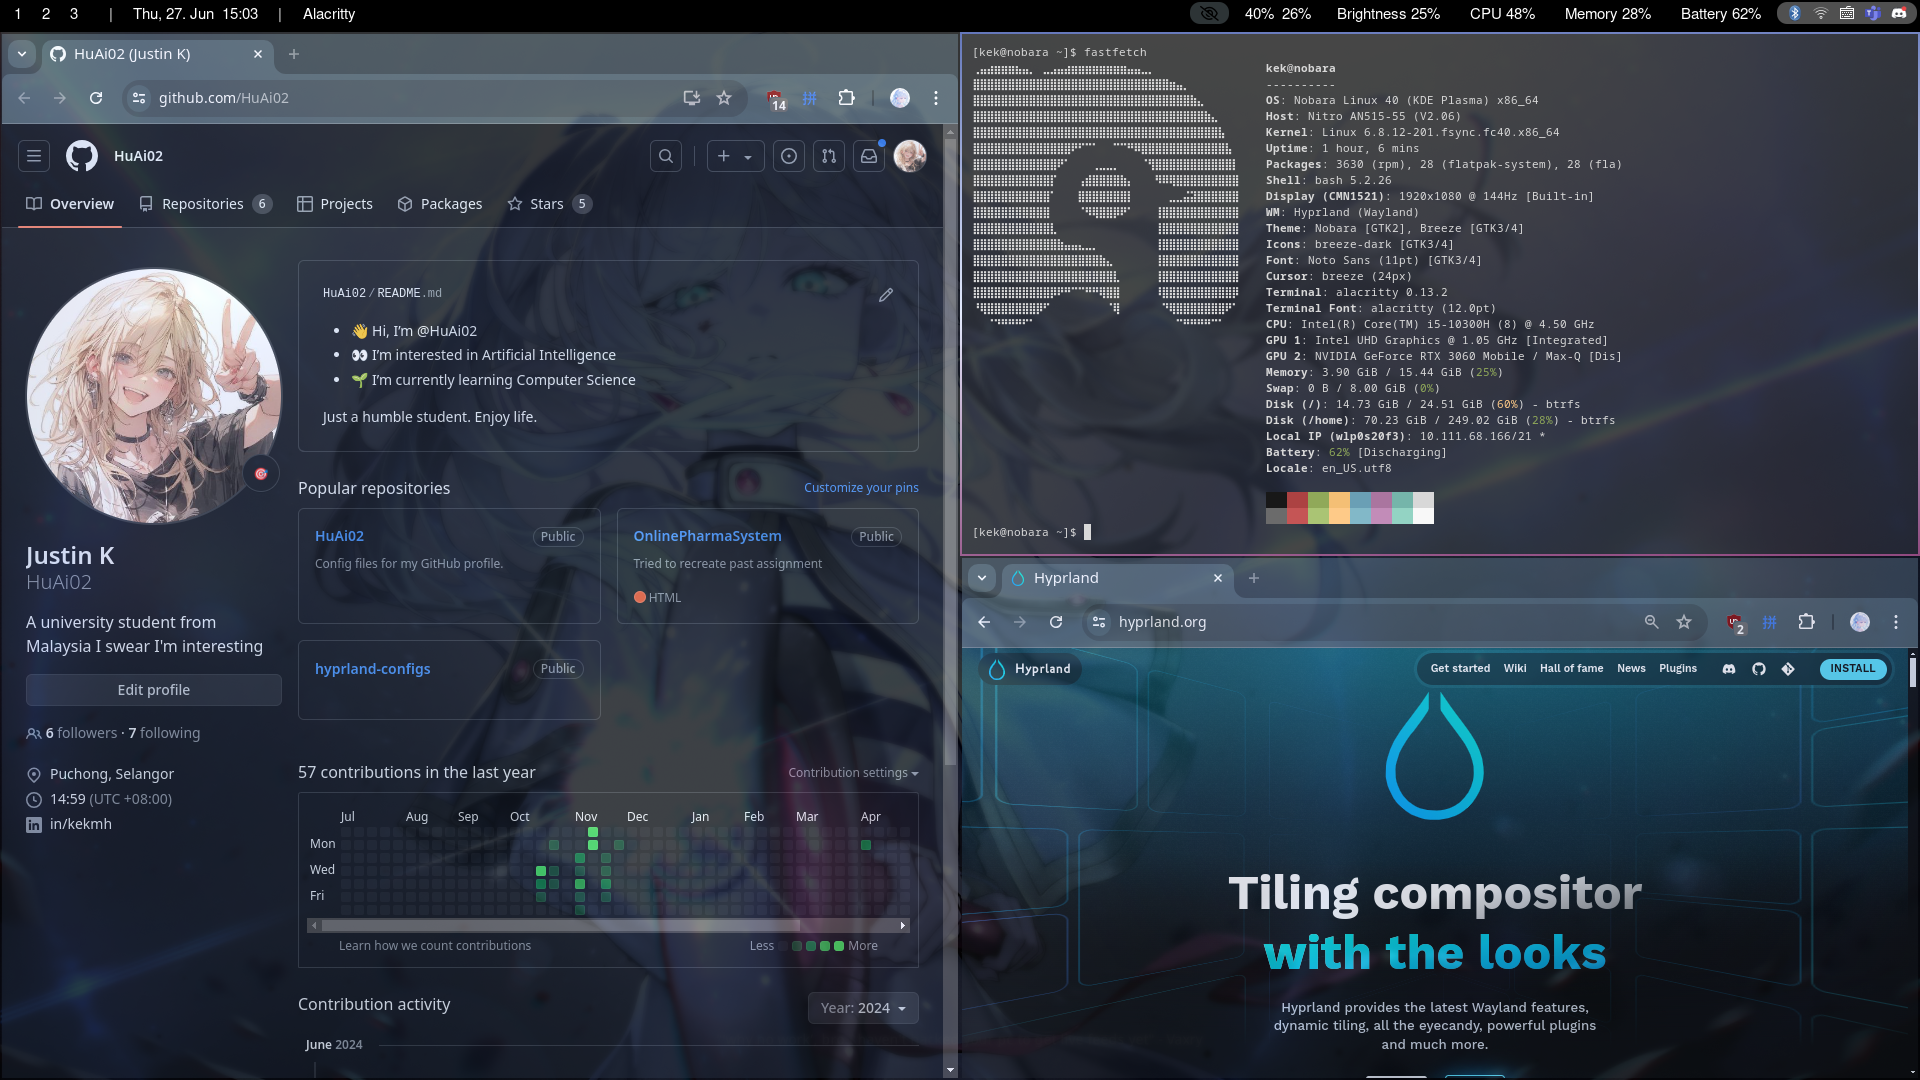 1 2 3 | Thu, 27. Jun 15:03 | Alacritty
40% 26% Brightness 25% CPU 48% Memory 28% Battery 62%
HuAi02 (Justin K)
github.com/HuAi02
14
HuAi02
Overview Repositories 6 Projects Packages Stars 5
HuAi02/README.md
👋 Hi, I’m @HuAi02
👀 I’m interested in Artificial Intelligence
🌱 I’m currently learning Computer Science
Just a humble student. Enjoy life.
Justin K
HuAi02
A university student from
Malaysia I swear I'm interesting
Edit profile
6 followers · 7 following
Puchong, Selangor
14:59 (UTC +08:00)
in/kekmh
Popular repositories Customize your pins
HuAi02 Public
Config files for my GitHub profile.
OnlinePharmaSystem Public
Tried to recreate past assignment
HTML
hyprland-configs Public
57 contributions in the last year Contribution settings
Jul Aug Sep Oct Nov Dec Jan Feb Mar Apr
Mon
Wed
Fri
Learn how we count contributions Less More
Contribution activity Year: 2024
June 2024
[kek@nobara ~]$ fastfetch
kek@nobara
----------
OS: Nobara Linux 40 (KDE Plasma) x86_64
Host: Nitro AN515-55 (V2.06)
Kernel: Linux 6.8.12-201.fsync.fc40.x86_64
Uptime: 1 hour, 6 mins
Packages: 3630 (rpm), 28 (flatpak-system), 28 (fla)
Shell: bash 5.2.26
Display (CMN1521): 1920x1080 @ 144Hz [Built-in]
WM: Hyprland (Wayland)
Theme: Nobara [GTK2], Breeze [GTK3/4]
Icons: breeze-dark [GTK3/4]
Font: Noto Sans (11pt) [GTK3/4]
Cursor: breeze (24px)
Terminal: alacritty 0.13.2
Terminal Font: alacritty (12.0pt)
CPU: Intel(R) Core(TM) i5-10300H (8) @ 4.50 GHz
GPU 1: Intel UHD Graphics @ 1.05 GHz [Integrated]
GPU 2: NVIDIA GeForce RTX 3060 Mobile / Max-Q [Dis]
Memory: 3.90 GiB / 15.44 GiB (25%)
Swap: 0 B / 8.00 GiB (0%)
Disk (/): 14.73 GiB / 24.51 GiB (60%) - btrfs
Disk (/home): 70.23 GiB / 249.02 GiB (28%) - btrfs
Local IP (wlp0s20f3): 10.111.68.166/21 *
Battery: 62% [Discharging]
Locale: en_US.utf8
[kek@nobara ~]$
Hyprland
hyprland.org
2
Hyprland Get started Wiki Hall of fame News Plugins INSTALL
Tiling compositor
with the looks
Hyprland provides the latest Wayland features,
dynamic tiling, all the eyecandy, powerful plugins
and much more.